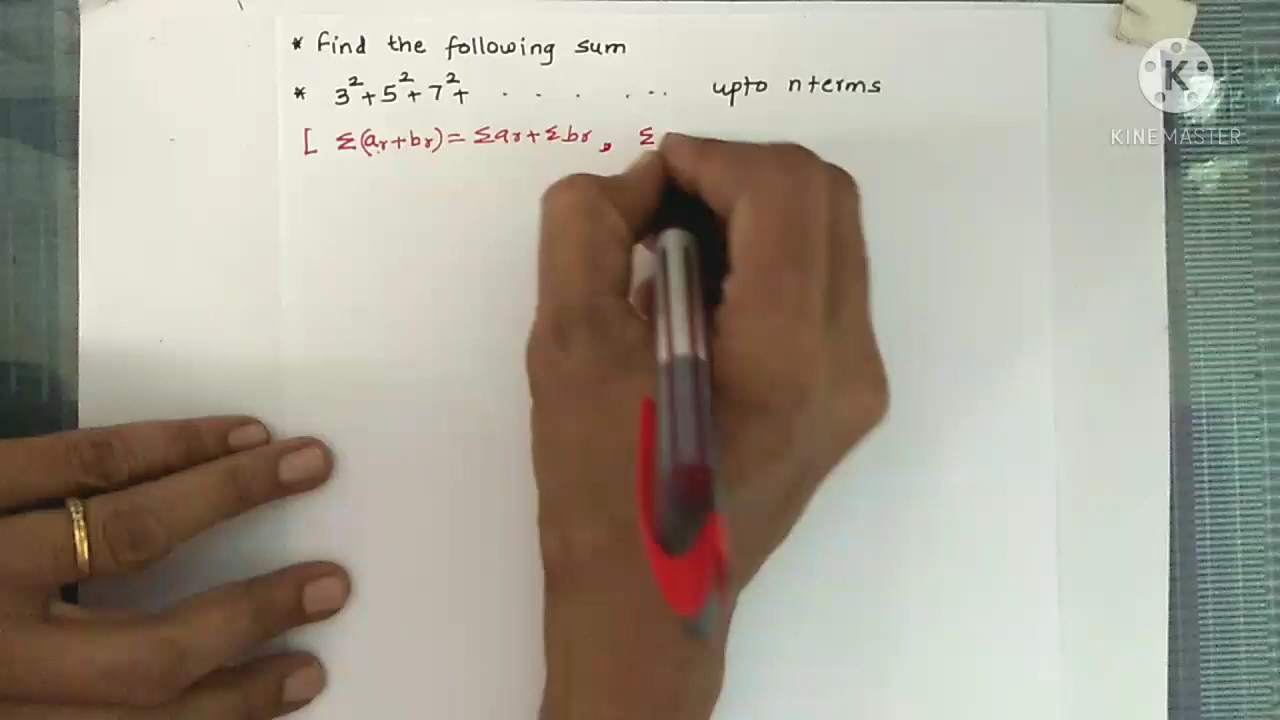 * Find the following sum
* 3²+5²+7²+ . . . . . . . upto n terms
[ Σ(aᵣ+bᵣ)= Σaᵣ+Σbᵣ, Σ
K
KINEMASTER